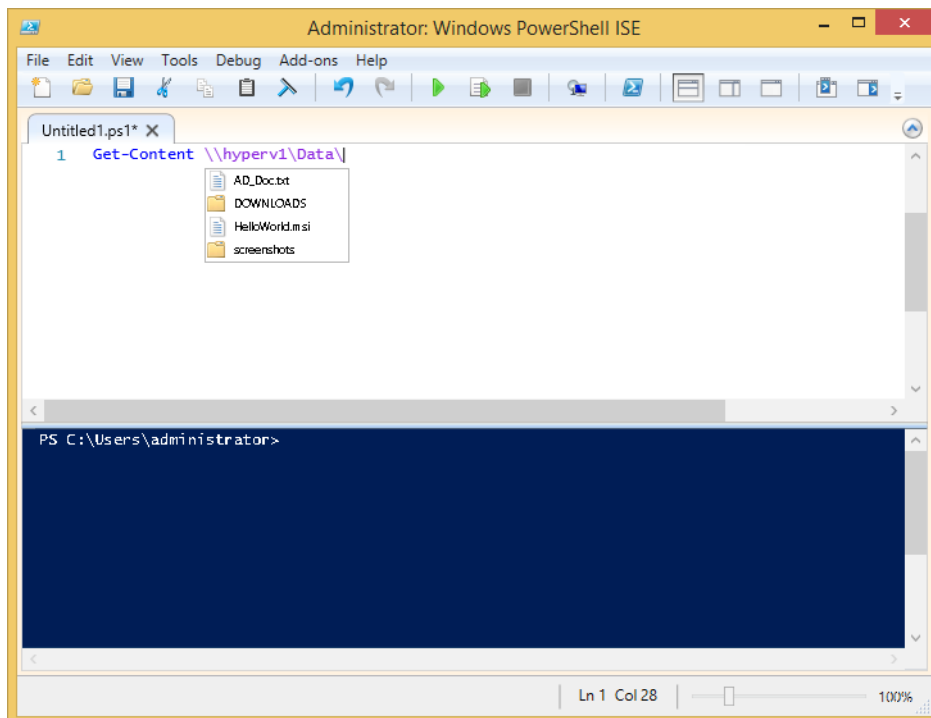 Administrator: Windows PowerShell ISE
File Edit View Tools Debug Add-ons Help
Untitled1.ps1* X
1 Get-Content \\hyperv1\Data\
AD_Doc.txt
DOWNLOADS
HelloWorld.msi
screenshots
PS C:\Users\administrator>
Ln 1 Col 28 100%